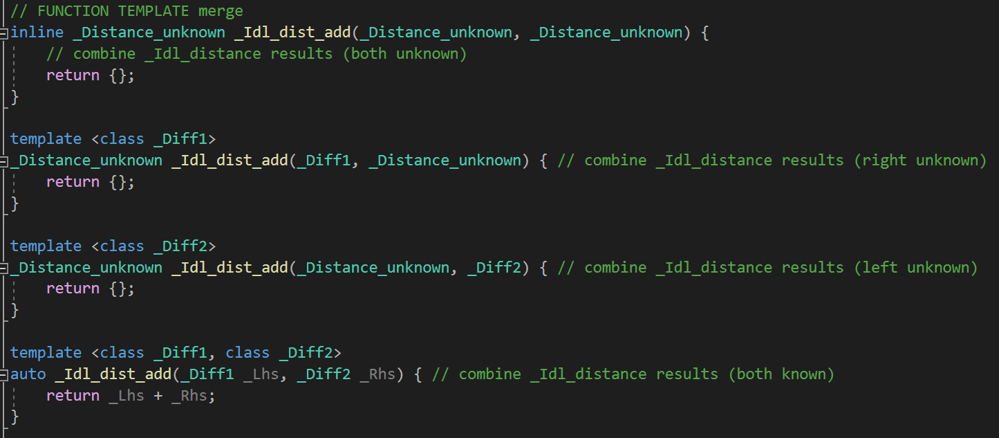 // FUNCTION TEMPLATE merge
inline _Distance_unknown _Idl_dist_add(_Distance_unknown, _Distance_unknown) {
    // combine _Idl_distance results (both unknown)
    return {};
}

template <class _Diff1>
_Distance_unknown _Idl_dist_add(_Diff1, _Distance_unknown) { // combine _Idl_distance results (right unknown)
    return {};
}

template <class _Diff2>
_Distance_unknown _Idl_dist_add(_Distance_unknown, _Diff2) { // combine _Idl_distance results (left unknown)
    return {};
}

template <class _Diff1, class _Diff2>
auto _Idl_dist_add(_Diff1 _Lhs, _Diff2 _Rhs) { // combine _Idl_distance results (both known)
    return _Lhs + _Rhs;
}